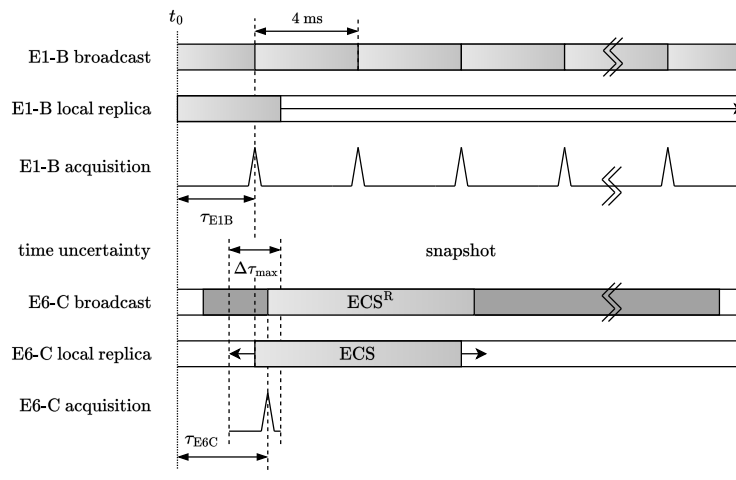 t₀
4 ms
E1-B broadcast
E1-B local replica
E1-B acquisition
τE1B
time uncertainty snapshot
Δτmax
E6-C broadcast ECSᴿ
E6-C local replica ECS
E6-C acquisition
τE6C